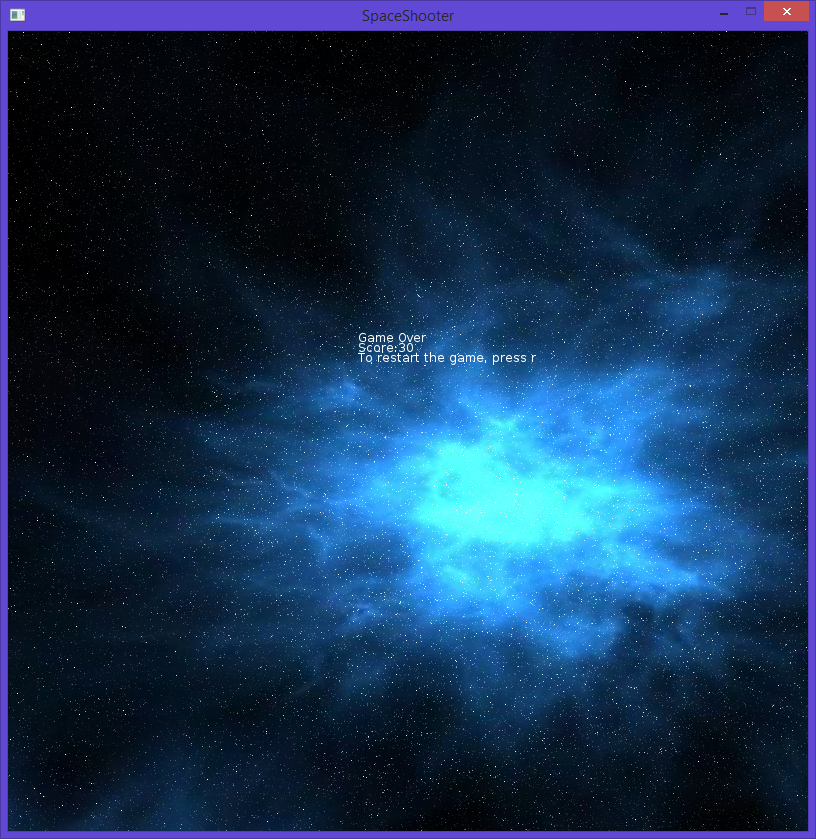 SpaceShooter
Game Over
Score:30
To restart the game, press r